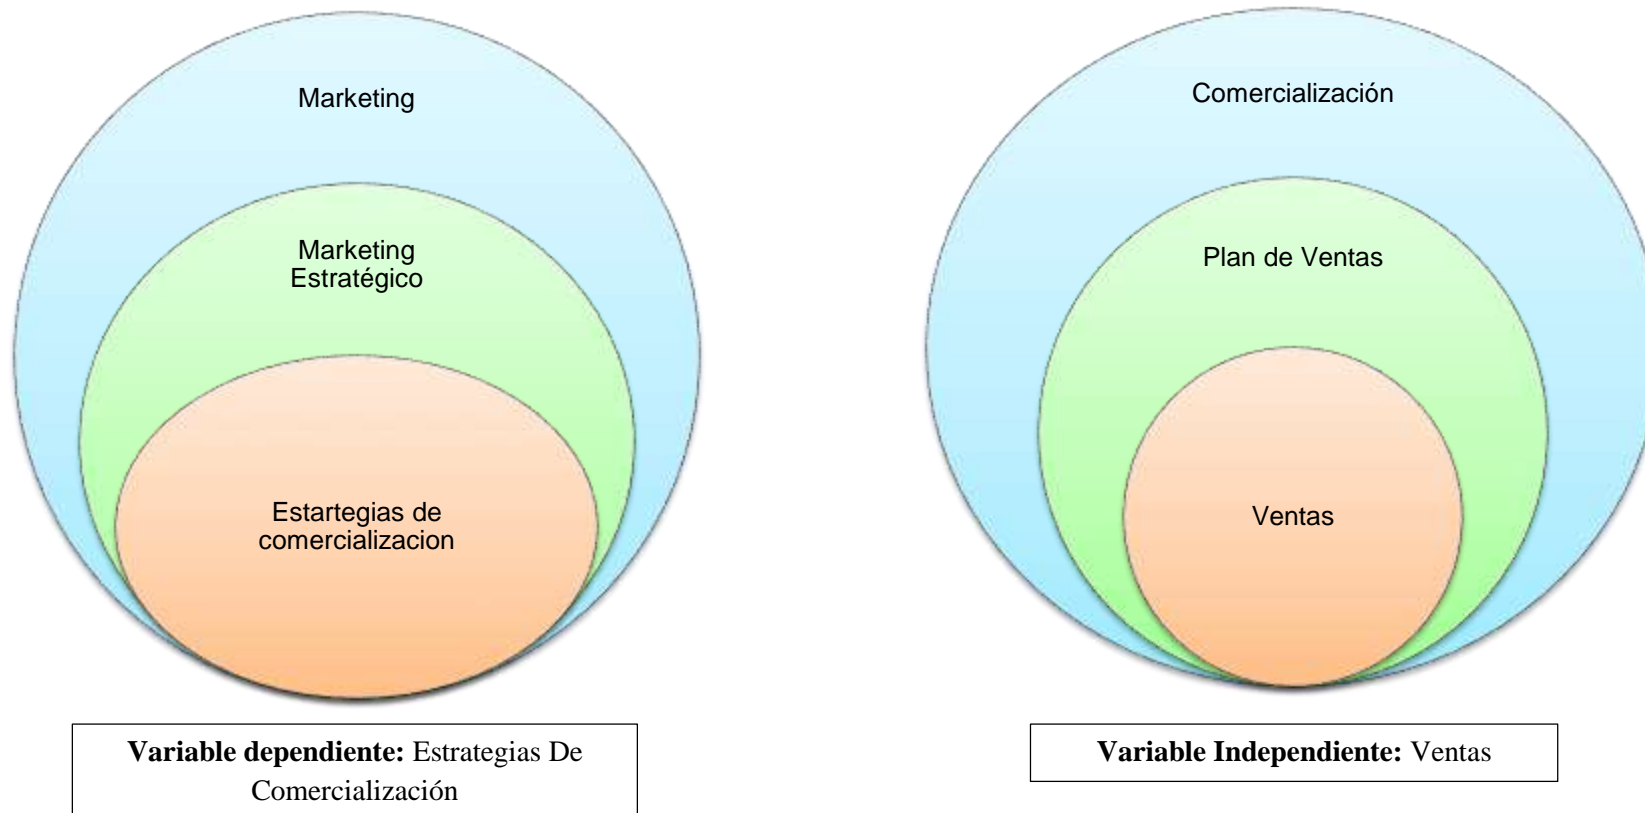 Marketing
Marketing
Estratégico
Estartegias de
comercializacion
Variable dependiente: Estrategias De
Comercialización
Comercialización
Plan de Ventas
Ventas
Variable Independiente: Ventas